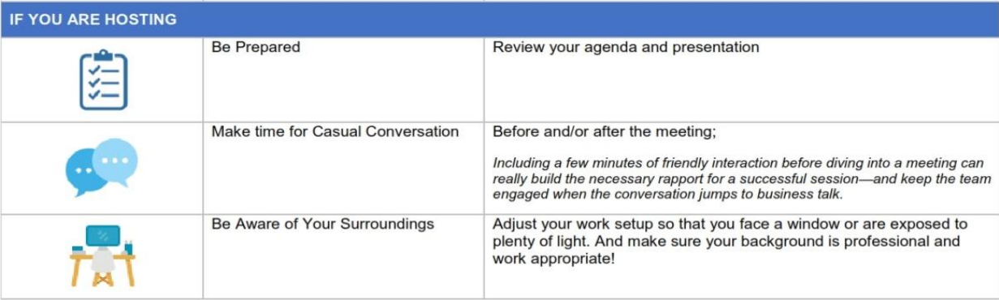 IF YOU ARE HOSTING
Be Prepared
Review your agenda and presentation
Make time for Casual Conversation
Before and/or after the meeting;
Including a few minutes of friendly interaction before diving into a meeting can
really build the necessary rapport for a successful session—and keep the team
engaged when the conversation jumps to business talk.
Be Aware of Your Surroundings
Adjust your work setup so that you face a window or are exposed to
plenty of light. And make sure your background is professional and
work appropriate!